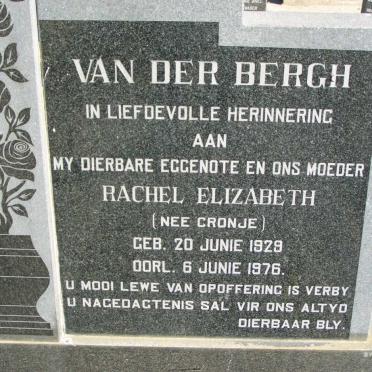 VAN DER BERGH
IN LIEFDEVOLLE HERINNERING
AAN
MY DIERBARE EGGENOTE EN ONS MOEDER
RACHEL ELIZABETH
(NEE CRONJE)
GEB. 20 JUNIE 1929
OORL. 6 JUNIE 1976.
U MOOI LEWE VAN OPOFFERING IS VERBY
U NAGEDAGTENIS SAL VIR ONS ALTYD
DIERBAAR BLY.